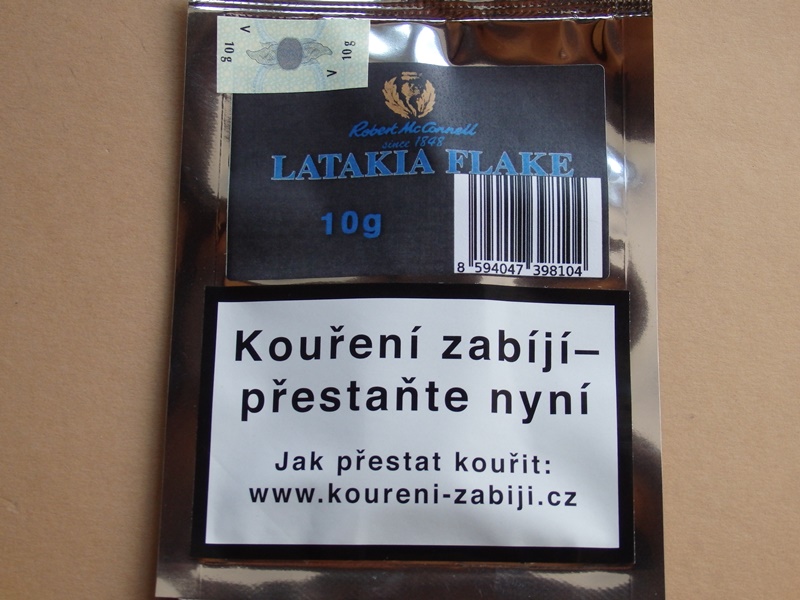 V
10g
V
10g
Robert McConnell
since 1848
LATAKIA FLAKE
10g
8 594047 398104
Kouření zabíjí–
přestaňte nyní
Jak přestat kouřit:
www.koureni-zabiji.cz